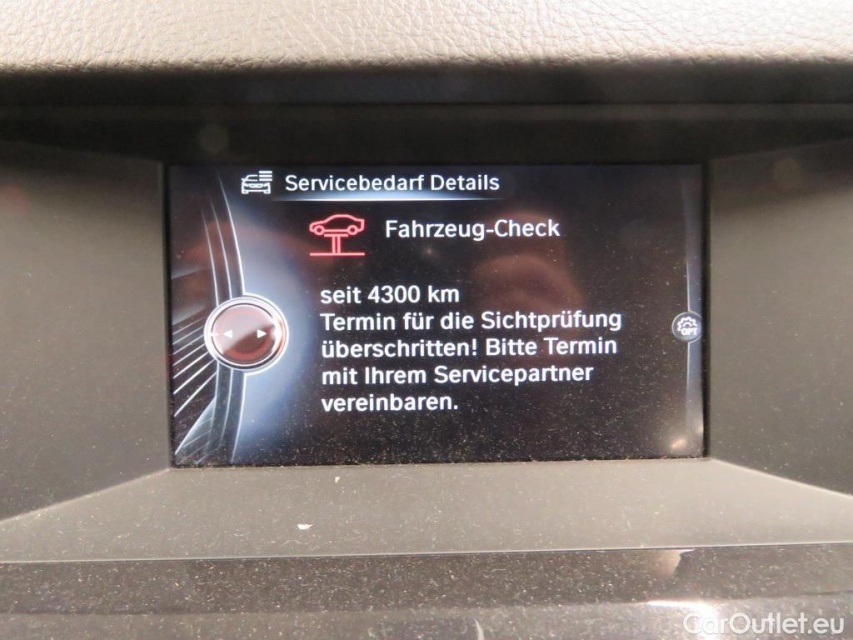 Servicebedarf Details
Fahrzeug-Check
seit 4300 km
Termin für die Sichtprüfung
überschritten! Bitte Termin
mit Ihrem Servicepartner
vereinbaren.
OPT
CarOutlet.eu